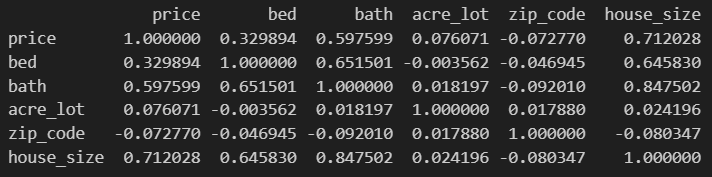 price bed bath acre_lot zip_code house_size
price 1.000000 0.329894 0.597599 0.076071 -0.072770 0.712028
bed 0.329894 1.000000 0.651501 -0.003562 -0.046945 0.645830
bath 0.597599 0.651501 1.000000 0.018197 -0.092010 0.847502
acre_lot 0.076071 -0.003562 0.018197 1.000000 0.017880 0.024196
zip_code -0.072770 -0.046945 -0.092010 0.017880 1.000000 -0.080347
house_size 0.712028 0.645830 0.847502 0.024196 -0.080347 1.000000